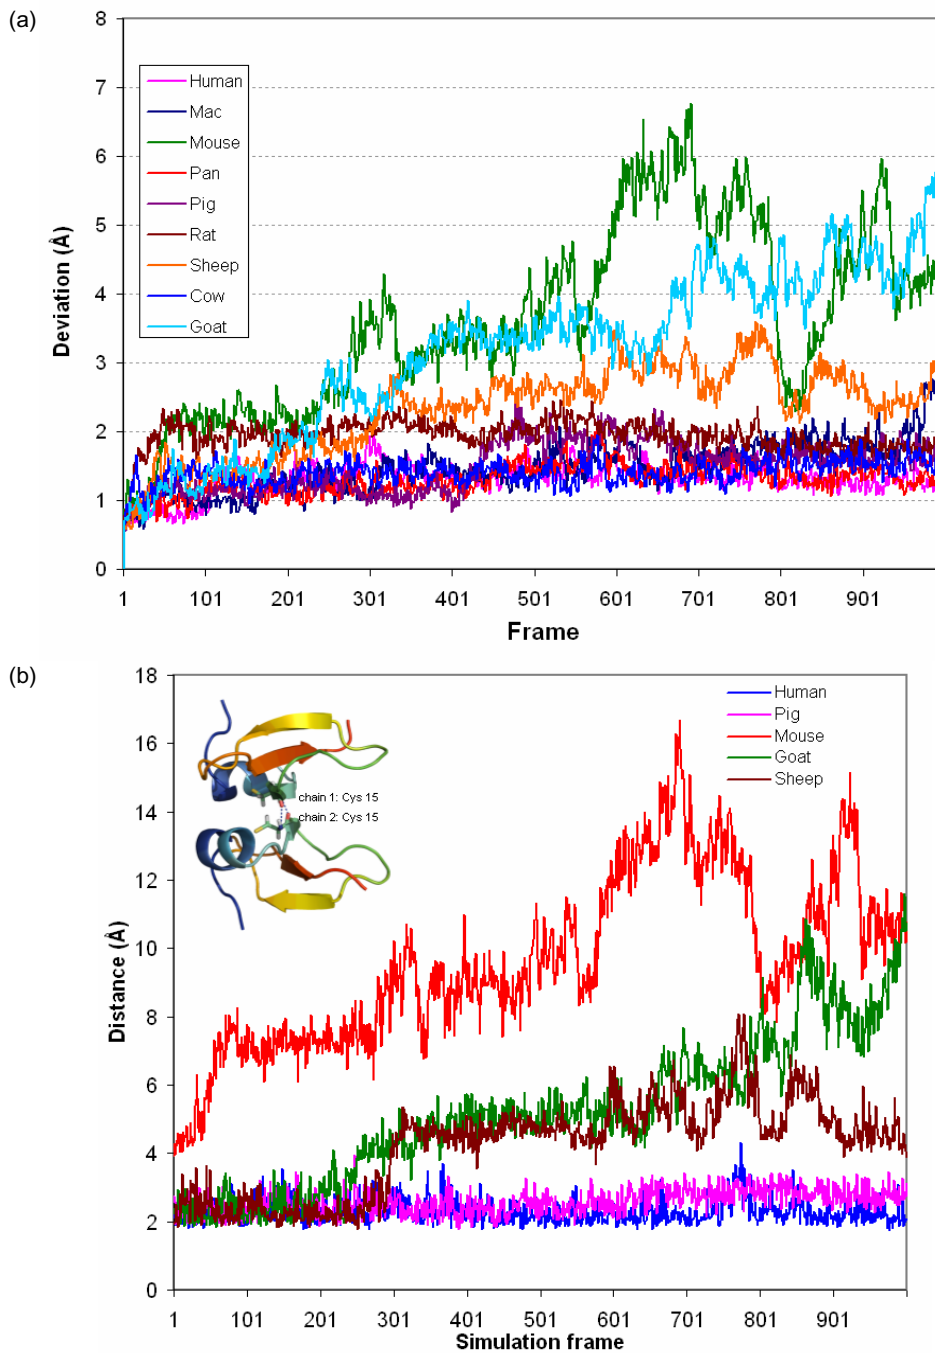 (a)
8
7
6
5
4
3
2
1
0
Deviation (Å)
Human
Mac
Mouse
Pan
Pig
Rat
Sheep
Cow
Goat
1 101 201 301 401 501 601 701 801 901
Frame
(b)
18
16
14
12
10
8
6
4
2
0
Distance (Å)
chain 1: Cys 15
chain 2: Cys 15
Human
Pig
Mouse
Goat
Sheep
1 101 201 301 401 501 601 701 801 901
Simulation frame